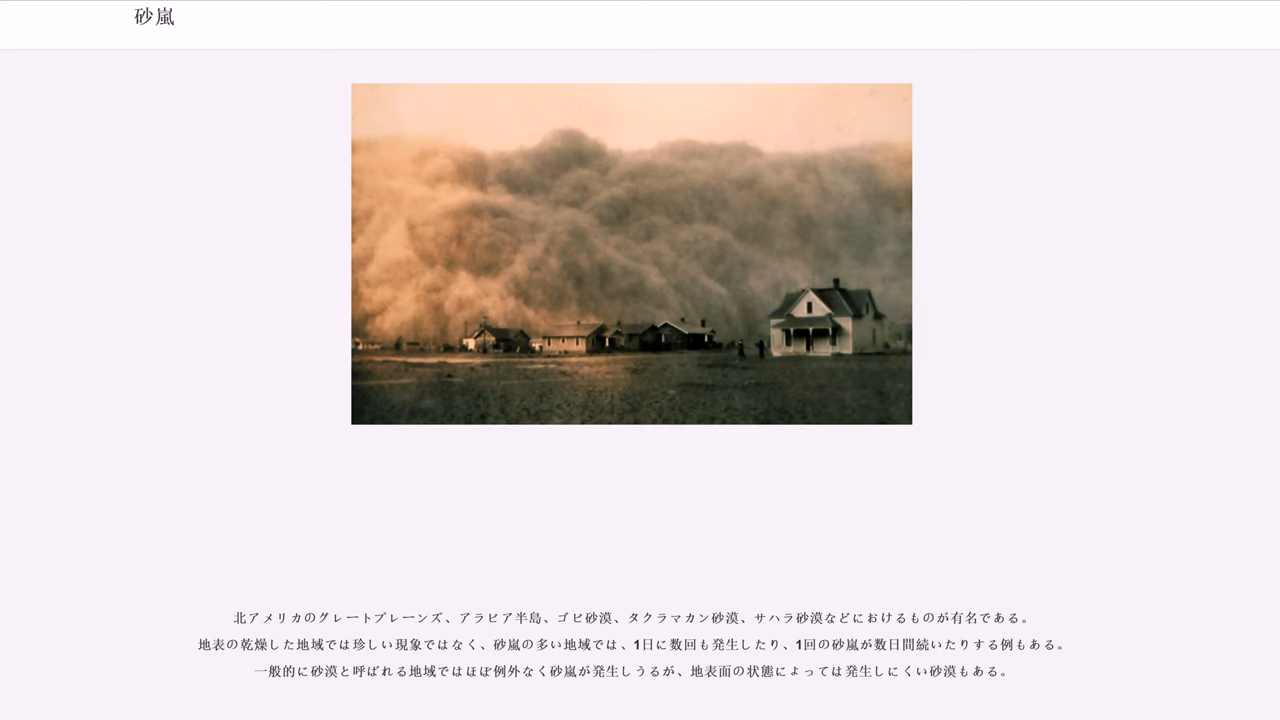 砂嵐
北アメリカのグレートプレーンズ、アラビア半島、ゴビ砂漠、タクラマカン砂漠、サハラ砂漠などにおけるものが有名である。
地表の乾燥した地域では珍しい現象ではなく、砂嵐の多い地域では、1日に数回も発生したり、1回の砂嵐が数日間続いたりする例もある。
一般的に砂漠と呼ばれる地域ではほぼ例外なく砂嵐が発生しうるが、地表面の状態によっては発生しにくい砂漠もある。